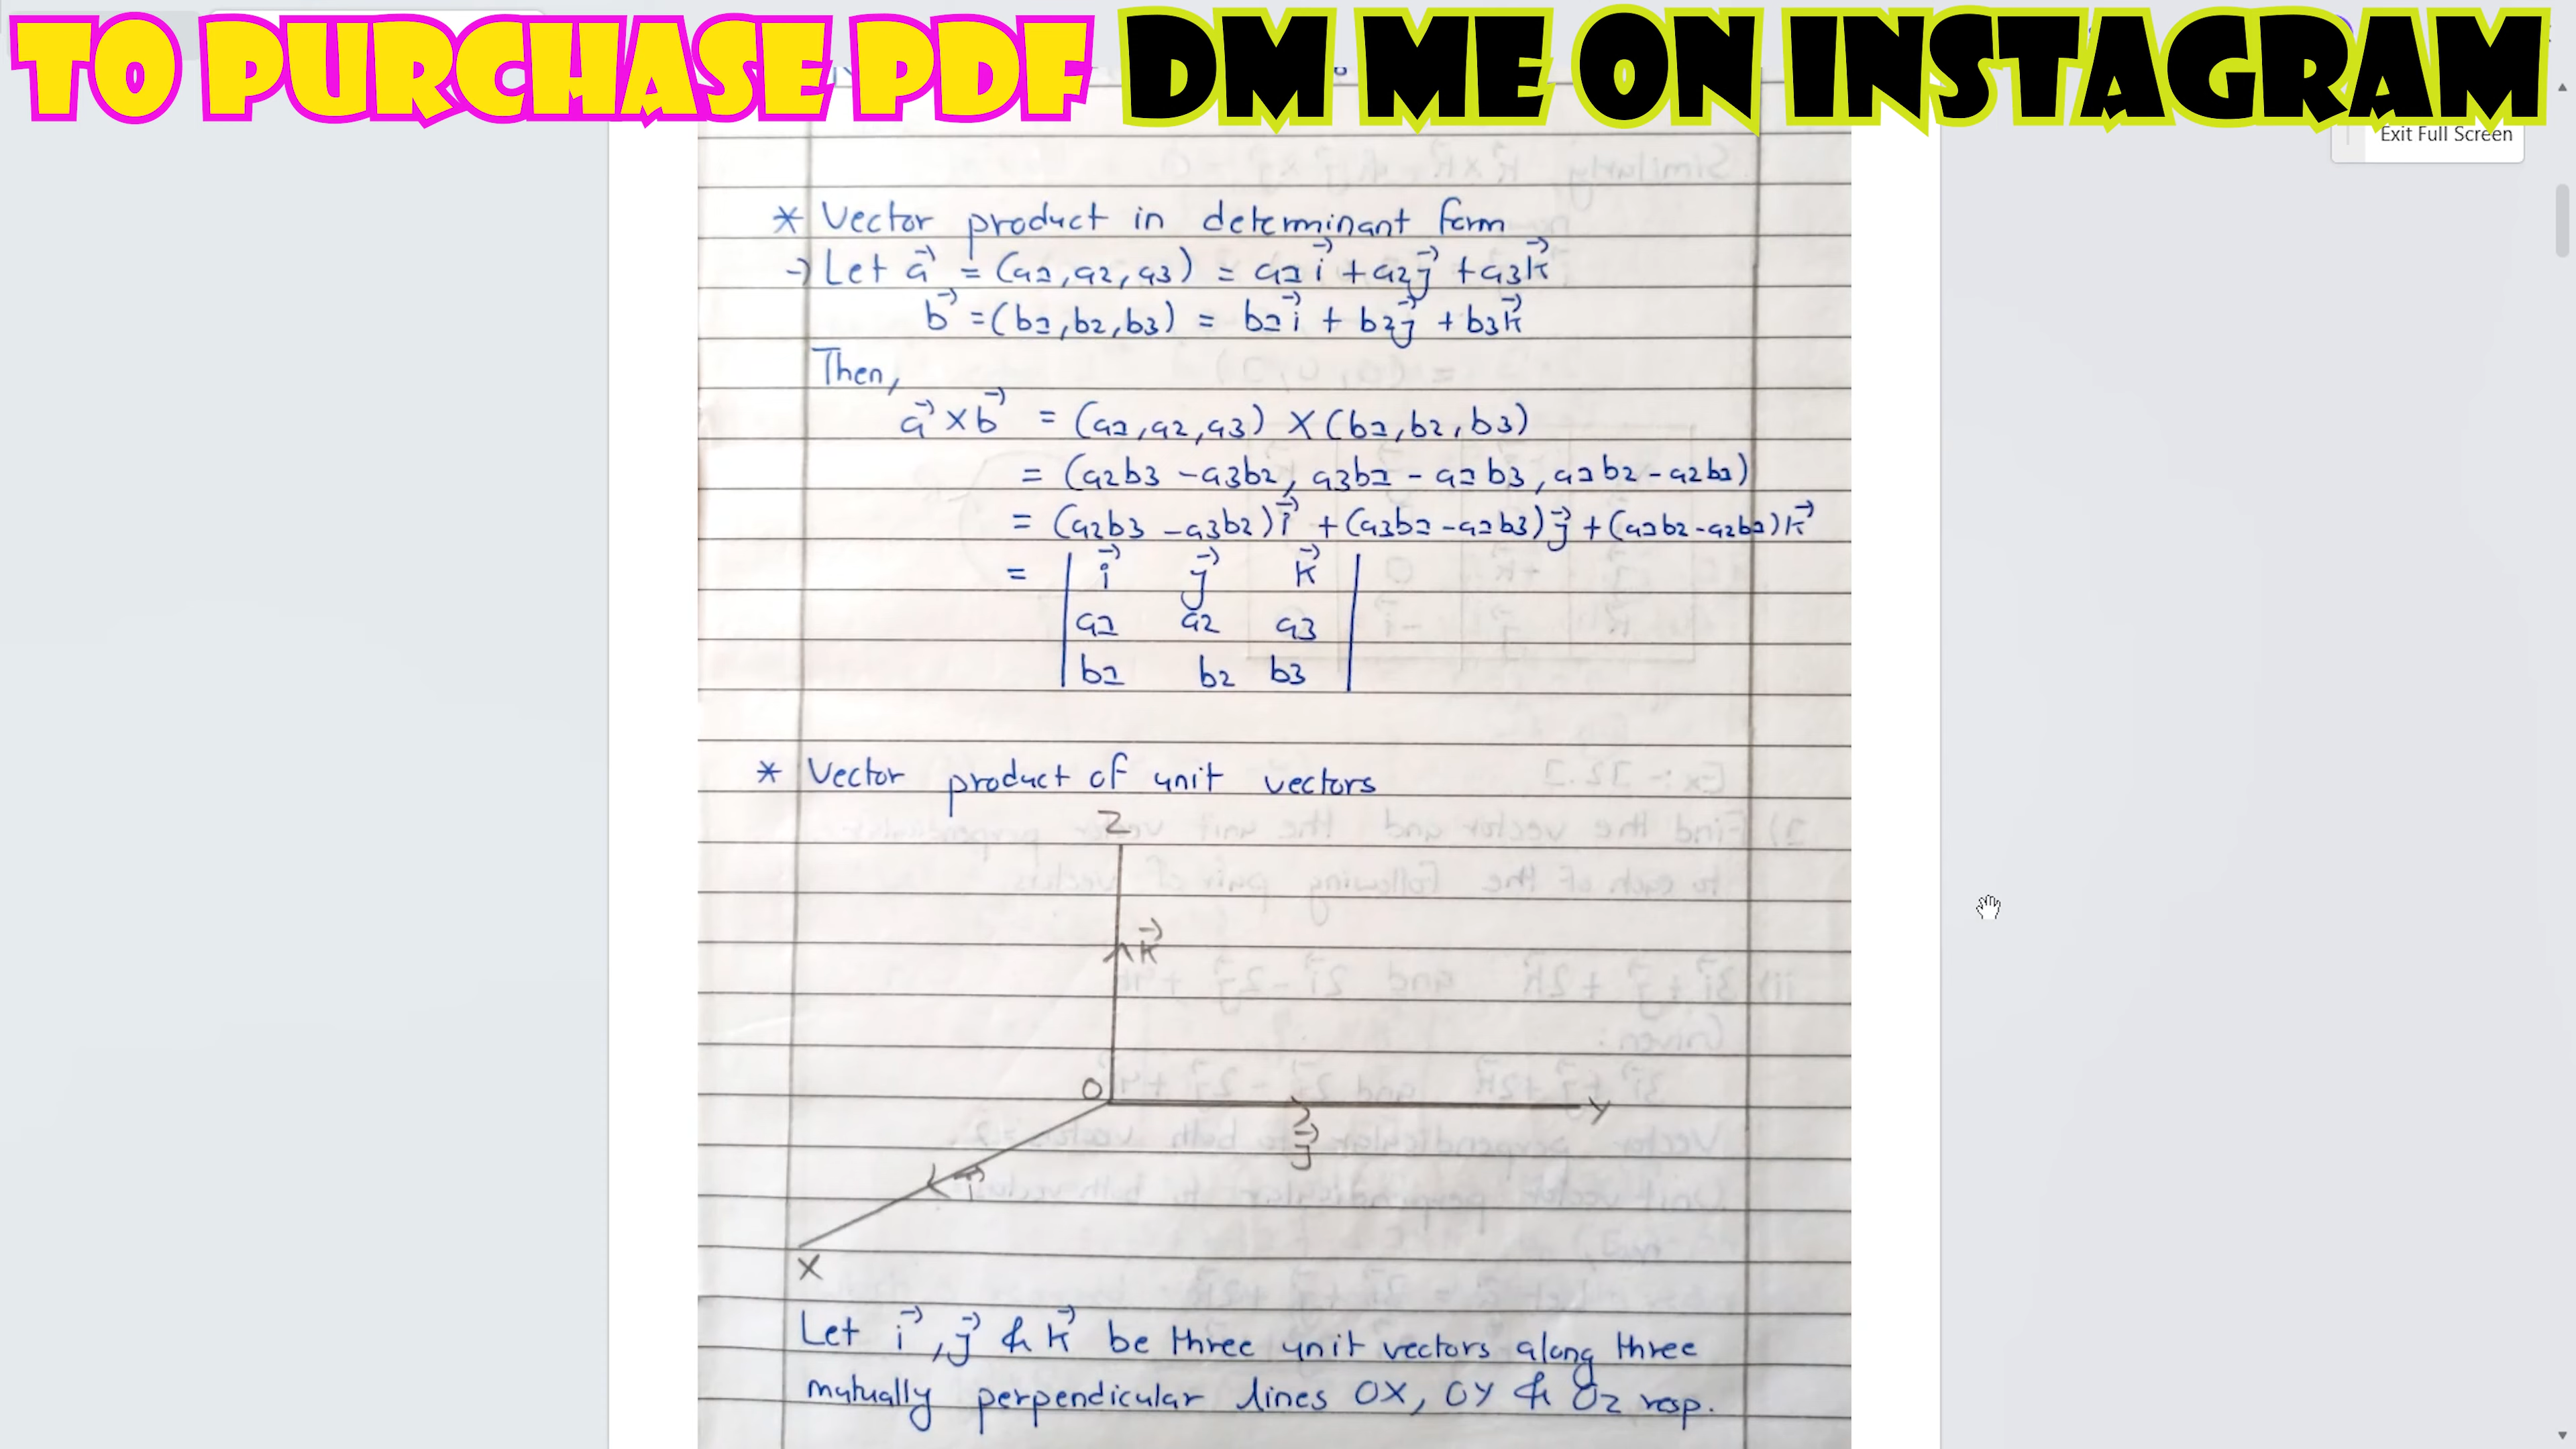 TO PURCHASE PDF DM ME ON INSTAGRAM
Exit Full Screen
* Vector product in determinant form
→ Let a⃗ = (a1, a2, a3) = a1i⃗ + a2j⃗ + a3k⃗
b⃗ = (b1, b2, b3) = b1i⃗ + b2j⃗ + b3k⃗
Then,
a⃗ × b⃗ = (a1, a2, a3) × (b1, b2, b3)
= (a2b3 - a3b2, a3b1 - a1b3, a1b2 - a2b1)
= (a2b3 - a3b2)i⃗ + (a3b1 - a1b3)j⃗ + (a1b2 - a2b1)k⃗
= | i⃗ j⃗ k⃗ |
| a1 a2 a3 |
| b1 b2 b3 |
* Vector product of unit vectors
Z
k⃗
O
Y
j⃗
i⃗
X
Let i⃗, j⃗ & k⃗ be three unit vectors along three
mutually perpendicular lines OX, OY & OZ resp.